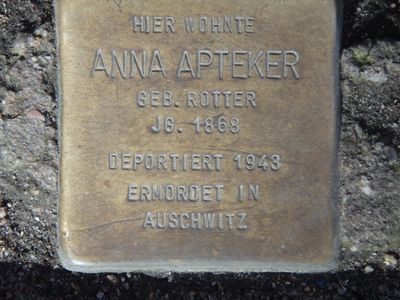 HIER WOHNTE
ANNA APTEKER
GEB. ROTTER
JG. 1868
DEPORTIERT 1943
ERMORDET IN
AUSCHWITZ